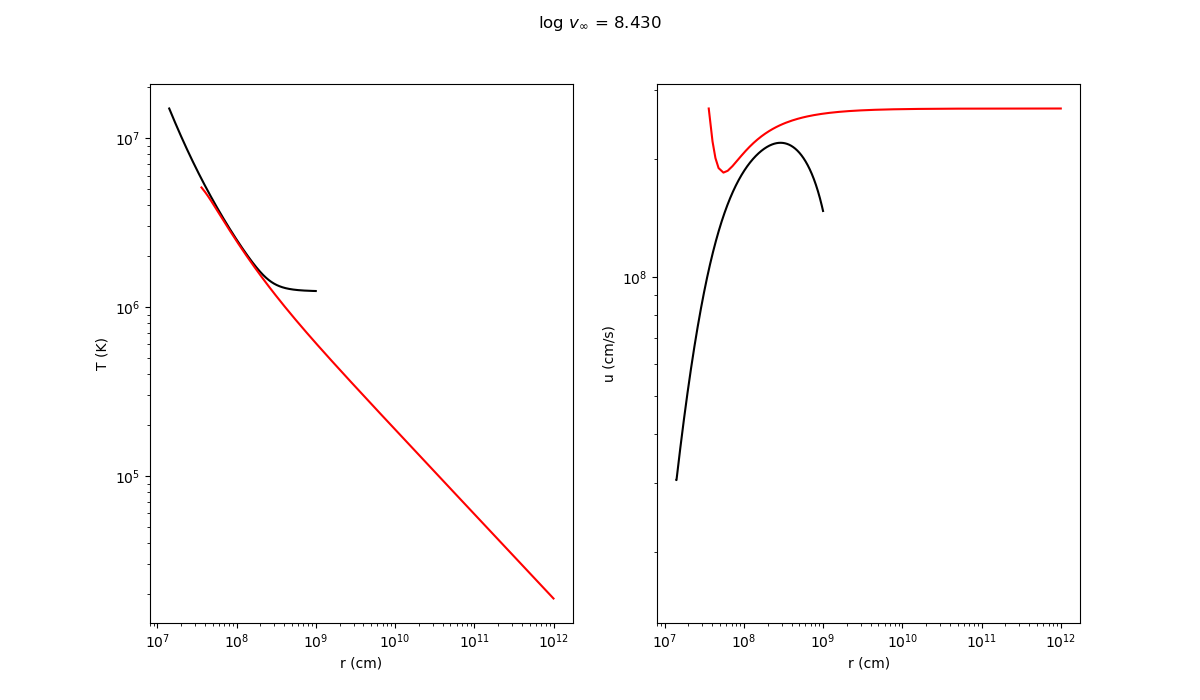 log v∞ = 8.430
10⁷
10⁶
10⁵
T (K)
10⁷ 10⁸ 10⁹ 10¹⁰ 10¹¹ 10¹²
r (cm)
10⁸
u (cm/s)
10⁷ 10⁸ 10⁹ 10¹⁰ 10¹¹ 10¹²
r (cm)